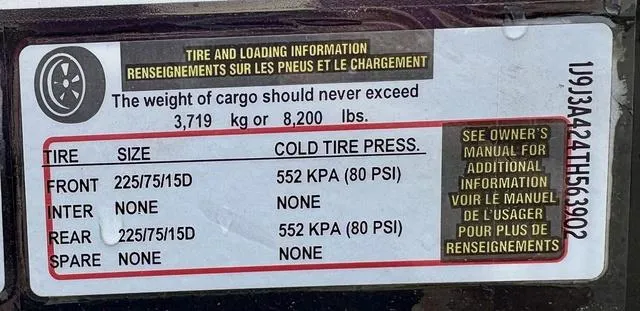 TIRE AND LOADING INFORMATION
RENSEIGNEMENTS SUR LES PNEUS ET LE CHARGEMENT
The weight of cargo should never exceed
3,719 kg or 8,200 lbs.
TIRE SIZE COLD TIRE PRESS.
FRONT 225/75/15D 552 KPA (80 PSI)
INTER NONE NONE
REAR 225/75/15D 552 KPA (80 PSI)
SPARE NONE NONE
SEE OWNER'S
MANUAL FOR
ADDITIONAL
INFORMATION
VOIR LE MANUEL
DE L'USAGER
POUR PLUS DE
RENSEIGNEMENTS
1J9J3A424TH563902